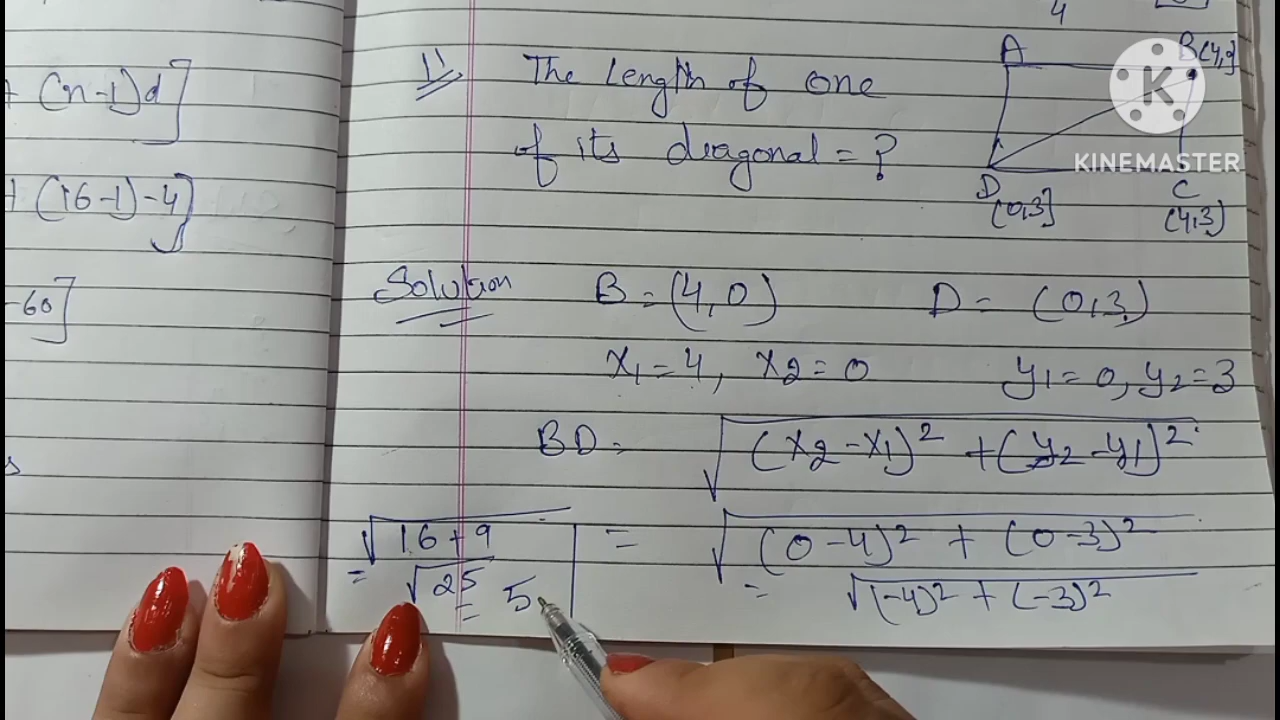 + (n-1)d]
+ (16-1)-4]
-60]
s
4
11 The Length of one
of its diagonal = ?
A
B(4,
K
KINEMASTER
D
(0,3)
C
(4,3)
Solution B = (4,0) D = (0,3)
x1 = 4, x2 = 0 y1 = 0, y2 = 3
BD = √(x2-x1)² + (y2-y1)²
= √(0-4)² + (0-3)²
= √(-4)² + (-3)²
= √16+9
√25
= 5